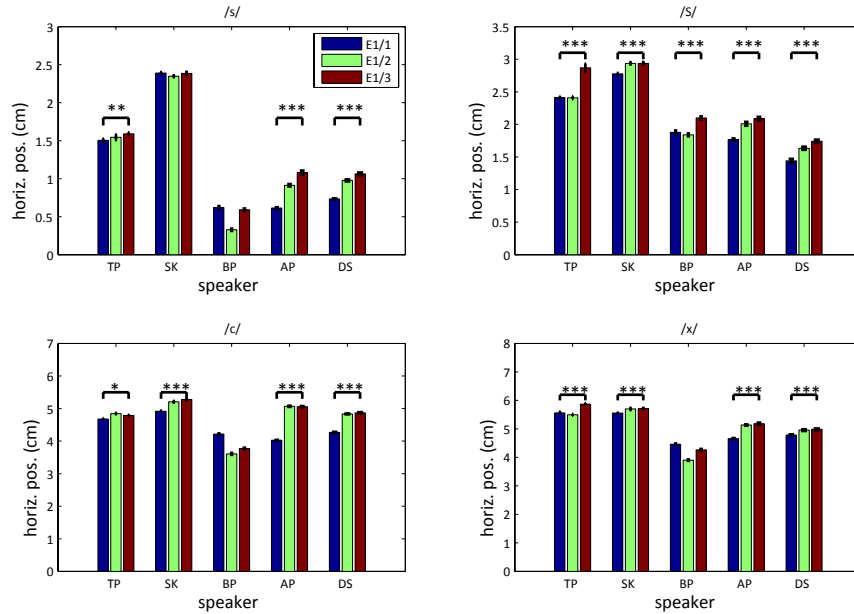 /s/
3
2.5
2
1.5
1
0.5
0
horiz. pos. (cm)
E1/1
E1/2
E1/3
**
***
***
TP SK BP AP DS
speaker
/S/
3.5
3
2.5
2
1.5
1
0.5
0
horiz. pos. (cm)
*** *** *** *** ***
TP SK BP AP DS
speaker
/c/
7
6
5
4
3
2
1
0
horiz. pos. (cm)
* *** *** ***
TP SK BP AP DS
speaker
/x/
8
7
6
5
4
3
2
1
0
horiz. pos. (cm)
*** *** *** ***
TP SK BP AP DS
speaker